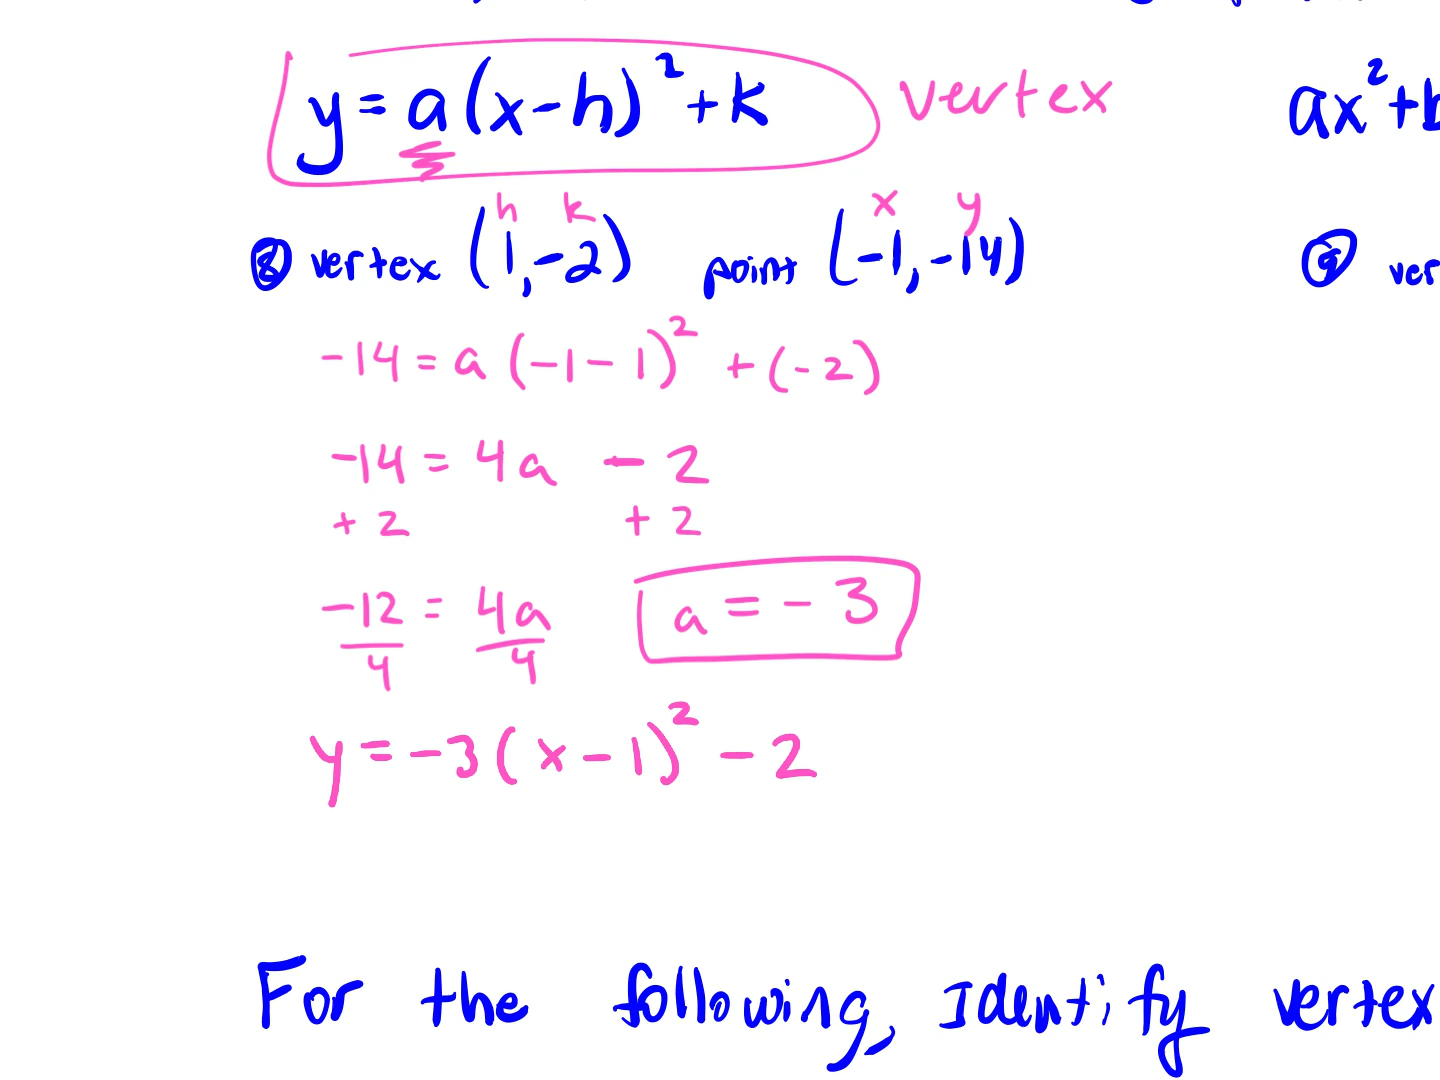 y = a(x-h)² + k vertex ax² + b
h k x y
⑧ vertex (1, -2) point (-1, -14) ⑨ ver
-14 = a(-1 - 1)² + (-2)
-14 = 4a - 2
+ 2 + 2
-12 = 4a a = -3
4 4
y = -3(x - 1)² - 2
For the following, identify vertex